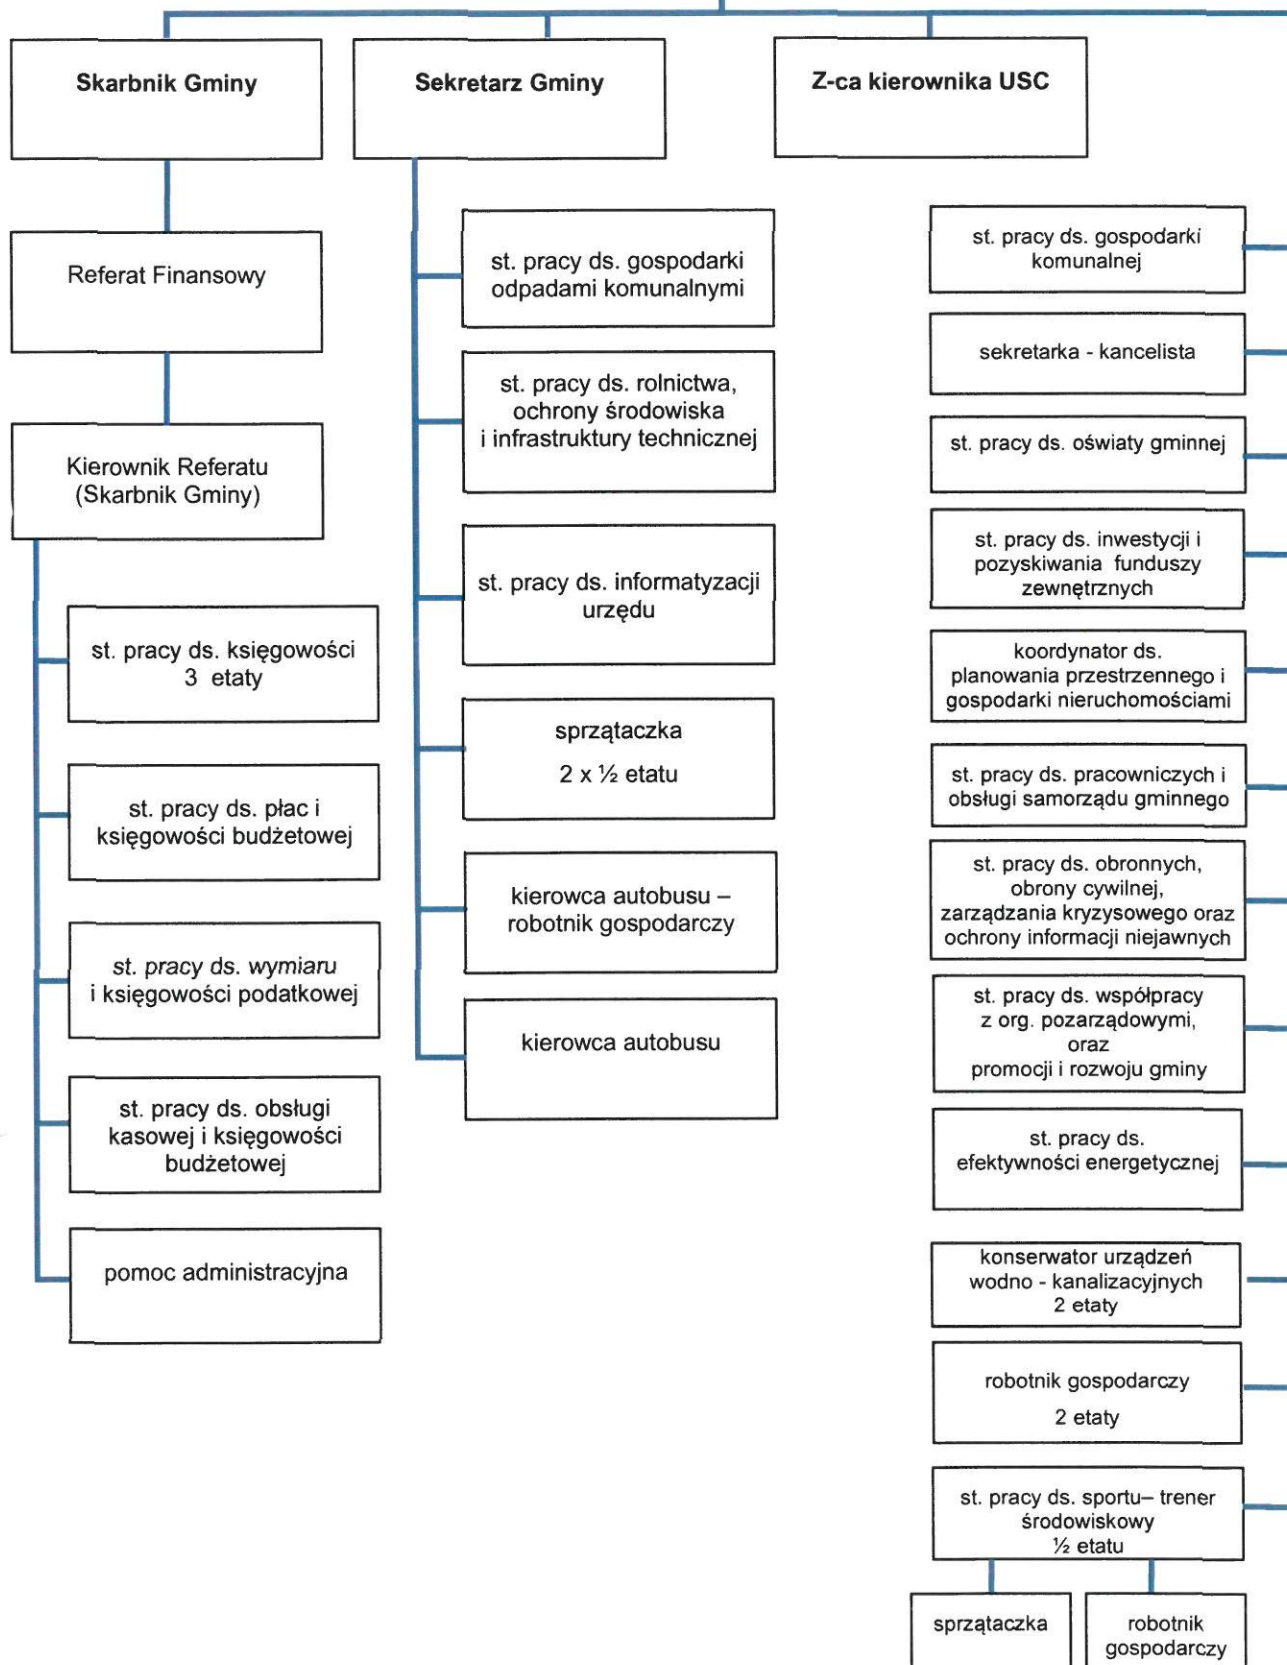 Skarbnik Gminy
Sekretarz Gminy
Z-ca kierownika USC
Referat Finansowy
Kierownik Referatu
(Skarbnik Gminy)
st. pracy ds. księgowości
3 etaty
st. pracy ds. płac i
księgowości budżetowej
st. pracy ds. wymiaru
i księgowości podatkowej
st. pracy ds. obsługi
kasowej i księgowości
budżetowej
pomoc administracyjna
st. pracy ds. gospodarki
odpadami komunalnymi
st. pracy ds. rolnictwa,
ochrony środowiska
i infrastruktury technicznej
st. pracy ds. informatyzacji
urzędu
sprzątaczka
2 x ½ etatu
kierowca autobusu –
robotnik gospodarczy
kierowca autobusu
st. pracy ds. gospodarki
komunalnej
sekretarka - kancelista
st. pracy ds. oświaty gminnej
st. pracy ds. inwestycji i
pozyskiwania funduszy
zewnętrznych
koordynator ds.
planowania przestrzennego i
gospodarki nieruchomościami
st. pracy ds. pracowniczych i
obsługi samorządu gminnego
st. pracy ds. obronnych,
obrony cywilnej,
zarządzania kryzysowego oraz
ochrony informacji niejawnych
st. pracy ds. współpracy
z org. pozarządowymi,
oraz
promocji i rozwoju gminy
st. pracy ds.
efektywności energetycznej
konserwator urządzeń
wodno - kanalizacyjnych
2 etaty
robotnik gospodarczy
2 etaty
st. pracy ds. sportu– trener
środowiskowy
½ etatu
sprzątaczka
robotnik
gospodarczy